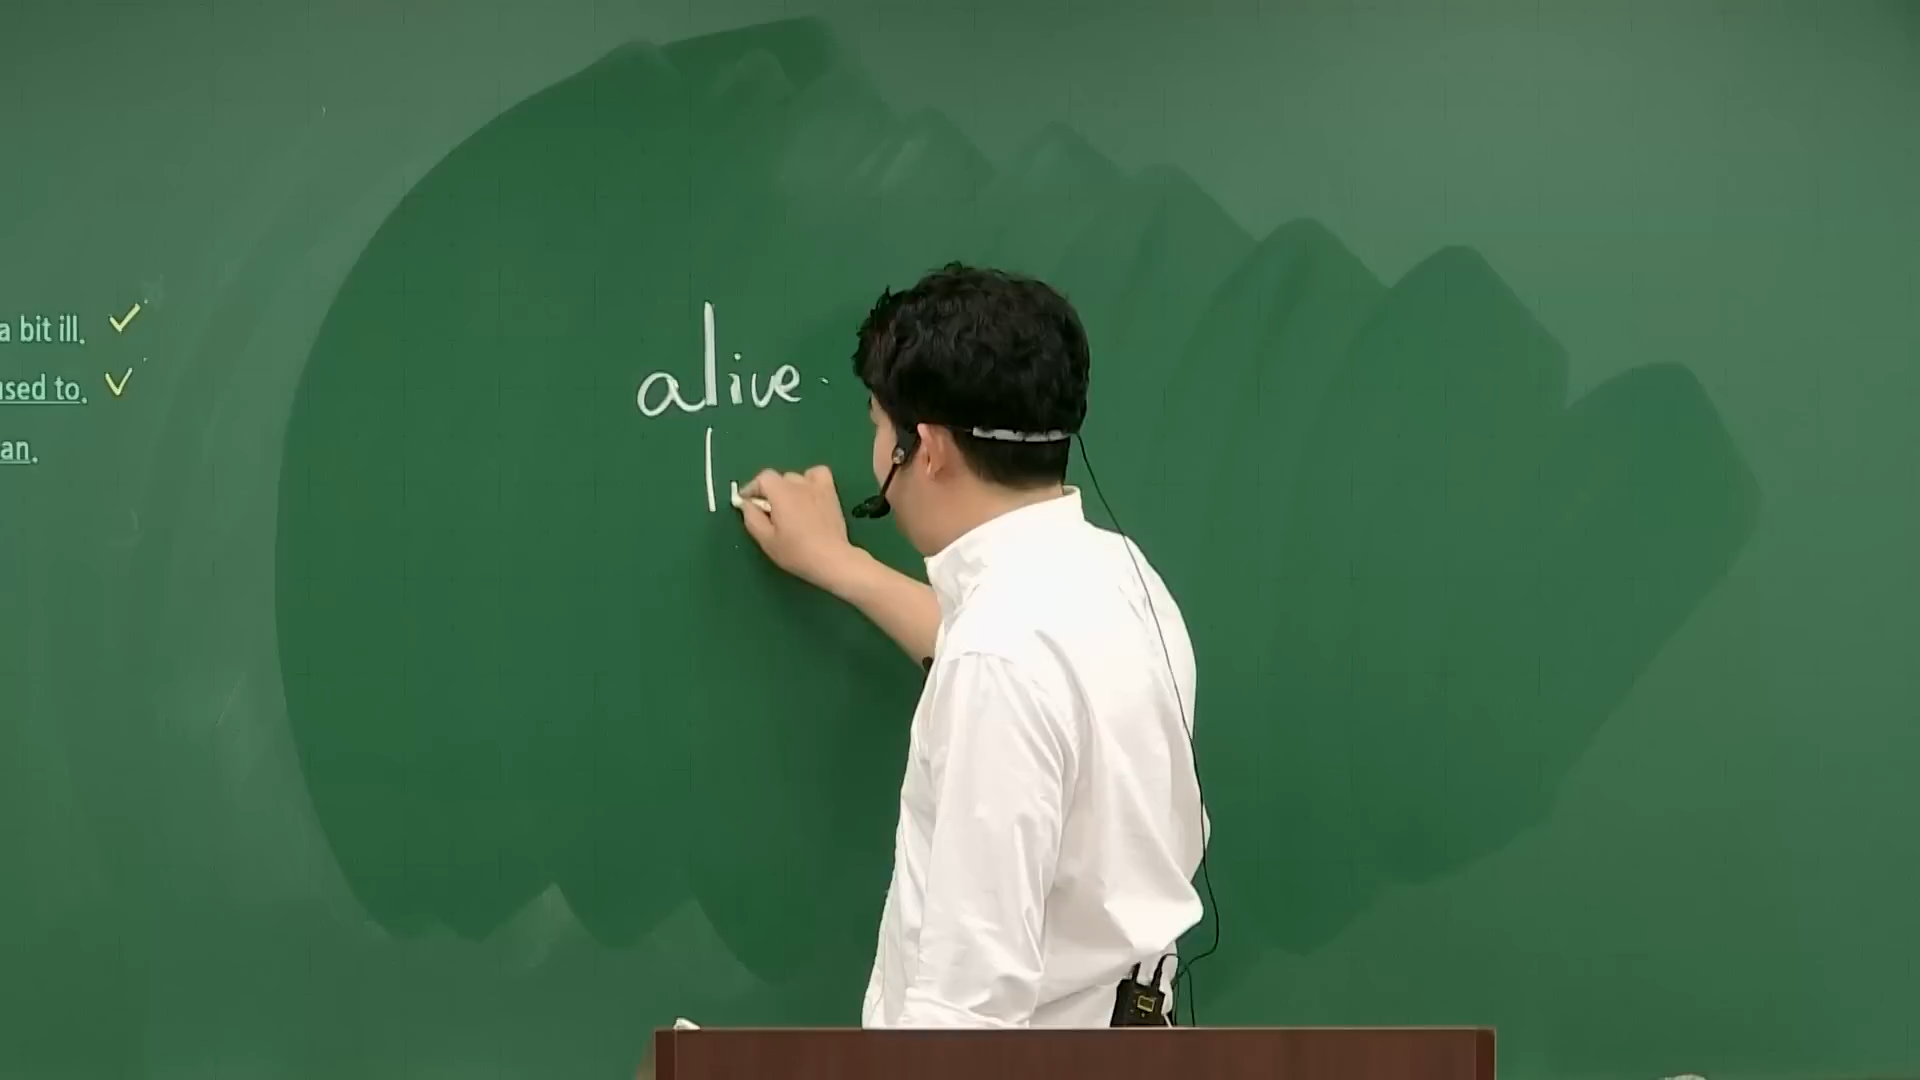 a bit ill.
used to.
an.
alive